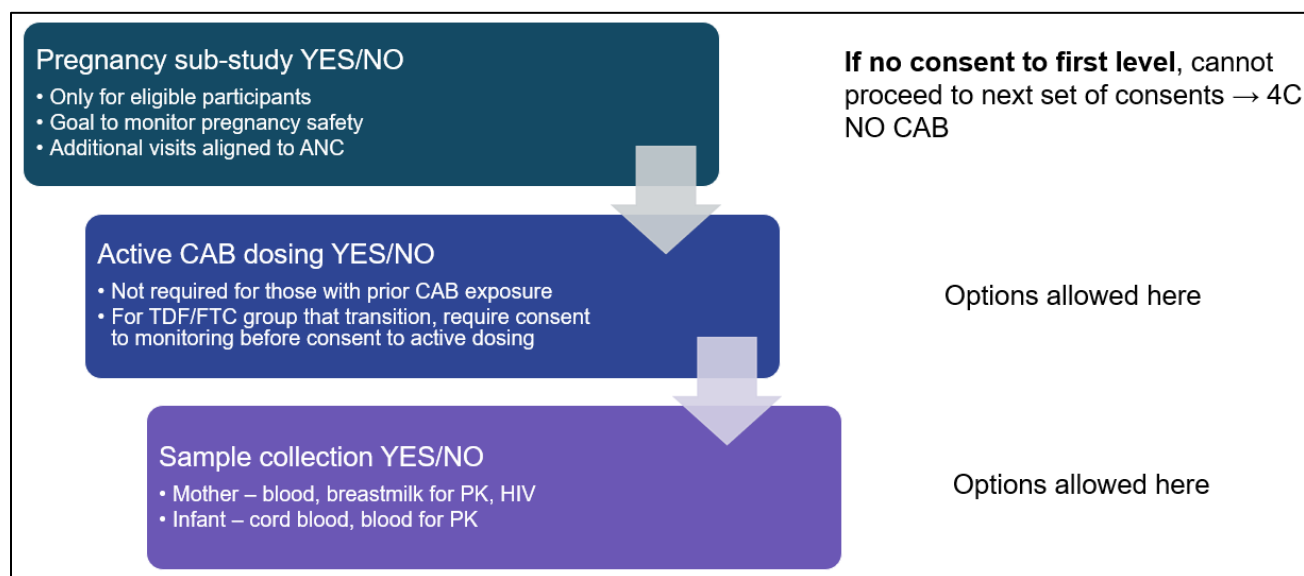 Pregnancy sub-study YES/NO
• Only for eligible participants
• Goal to monitor pregnancy safety
• Additional visits aligned to ANC
If no consent to first level, cannot
proceed to next set of consents → 4C
NO CAB
Active CAB dosing YES/NO
• Not required for those with prior CAB exposure
• For TDF/FTC group that transition, require consent
to monitoring before consent to active dosing
Options allowed here
Sample collection YES/NO
• Mother – blood, breastmilk for PK, HIV
• Infant – cord blood, blood for PK
Options allowed here